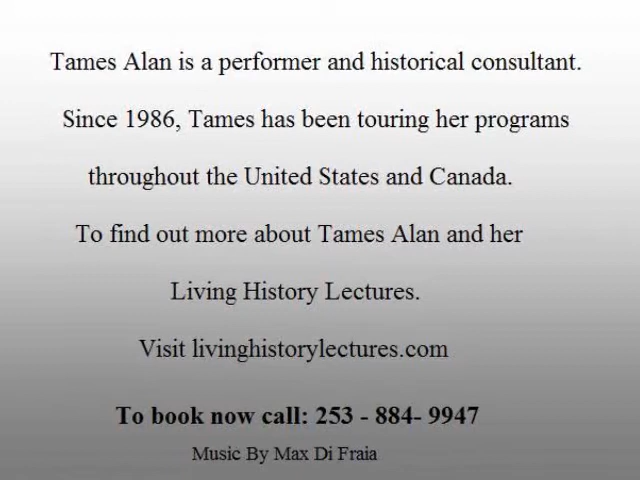 Tames Alan is a performer and historical consultant.
Since 1986, Tames has been touring her programs
throughout the United States and Canada.
To find out more about Tames Alan and her
Living History Lectures.
Visit livinghistorylectures.com
To book now call: 253 - 884- 9947
Music By Max Di Fraia